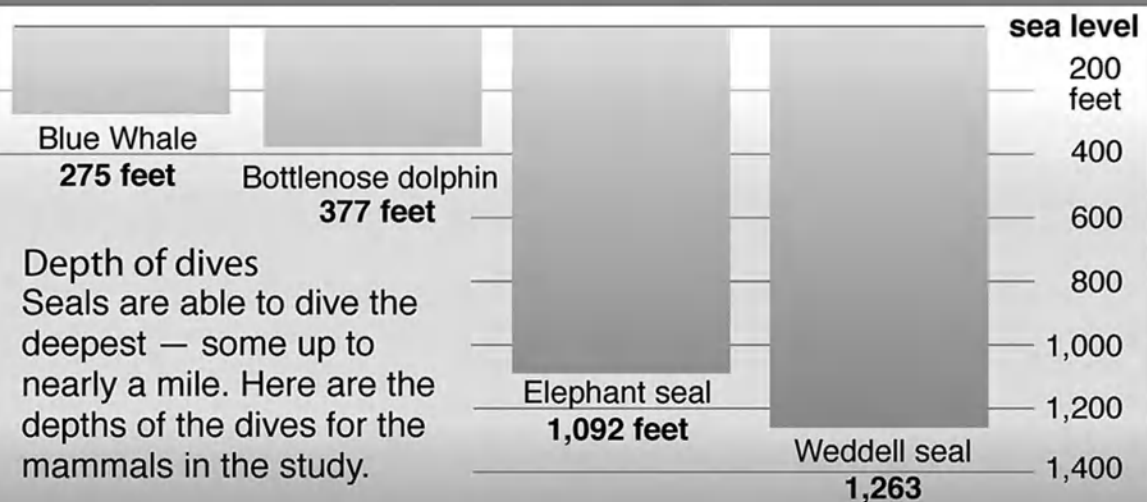 sea level
200
feet
400
600
800
1,000
1,200
1,400
Blue Whale
275 feet
Bottlenose dolphin
377 feet
Elephant seal
1,092 feet
Weddell seal
1,263
Depth of dives
Seals are able to dive the
deepest — some up to
nearly a mile. Here are the
depths of the dives for the
mammals in the study.